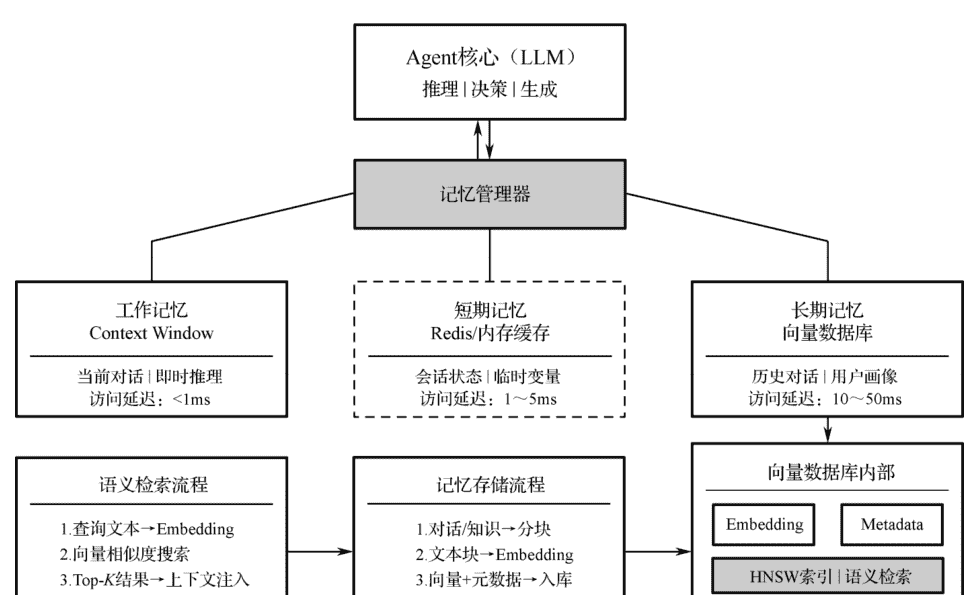 Agent核心（LLM）
推理|决策|生成
记忆管理器
工作记忆
Context Window
当前对话|即时推理
访问延迟：<1ms
短期记忆
Redis/内存缓存
会话状态|临时变量
访问延迟：1～5ms
长期记忆
向量数据库
历史对话|用户画像
访问延迟：10～50ms
语义检索流程
1.查询文本→Embedding
2.向量相似度搜索
3.Top-K结果→上下文注入
记忆存储流程
1.对话/知识→分块
2.文本块→Embedding
3.向量+元数据→入库
向量数据库内部
Embedding
Metadata
HNSW索引|语义检索